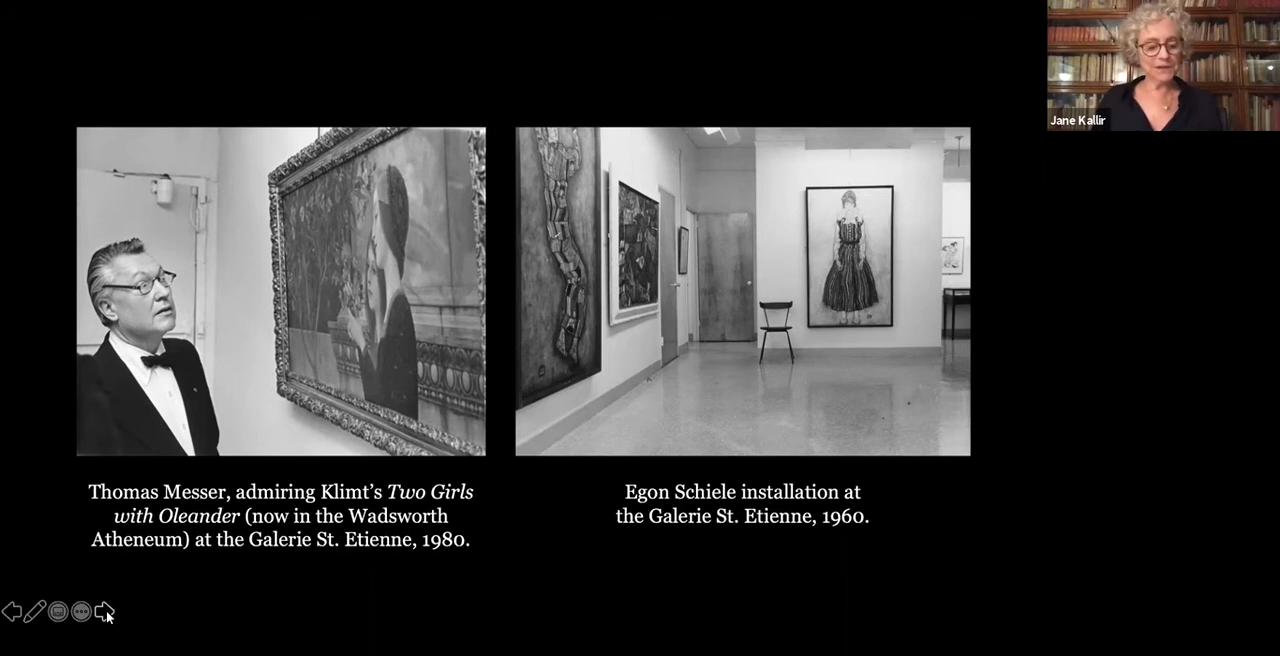 Jane Kallir
Thomas Messer, admiring Klimt’s Two Girls
with Oleander (now in the Wadsworth
Atheneum) at the Galerie St. Etienne, 1980.
Egon Schiele installation at
the Galerie St. Etienne, 1960.